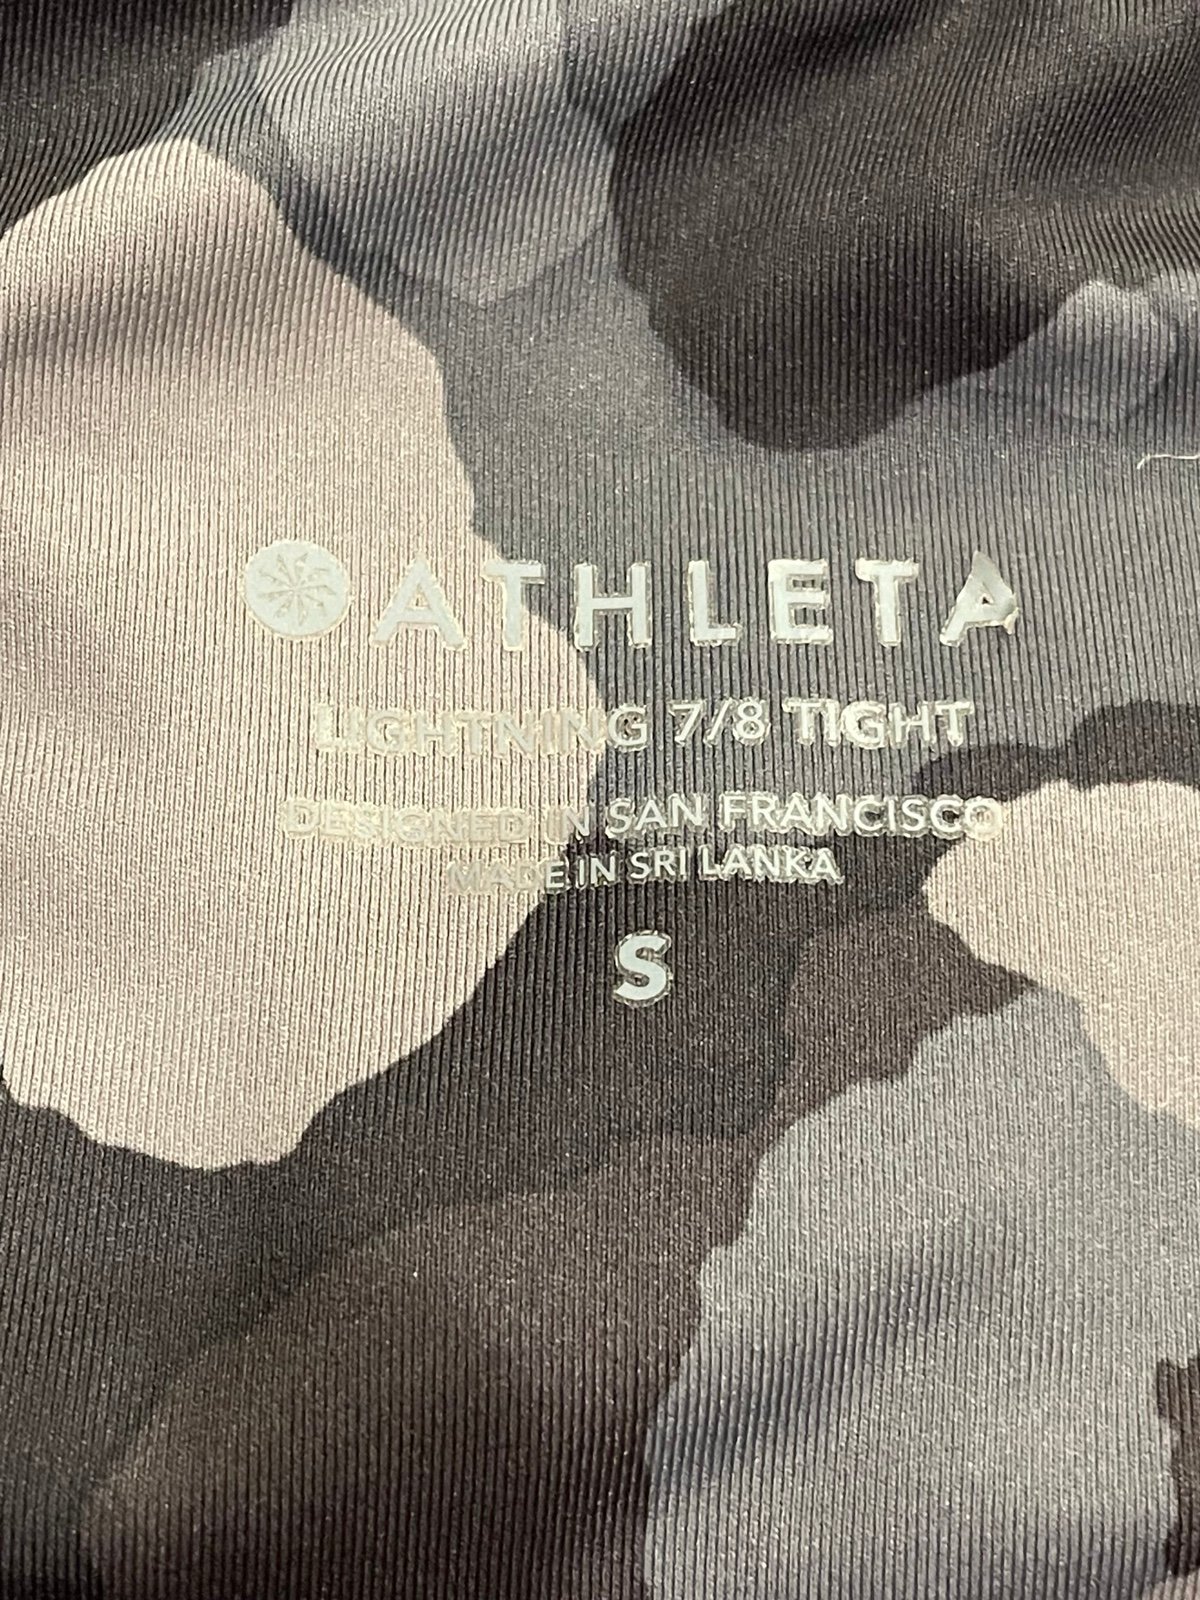 ATHLETA
LIGHTNING 7/8 TIGHT
DESIGNED IN SAN FRANCISCO
MADE IN SRI LANKA
S